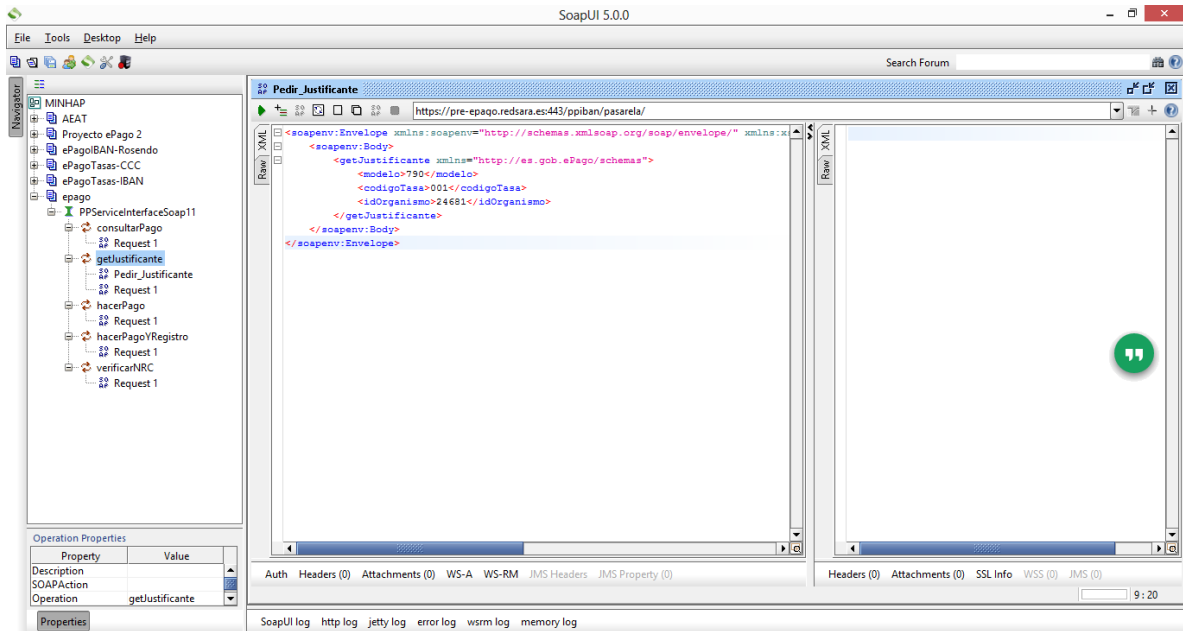 SoapUI 5.0.0
File Tools Desktop Help
Search Forum
Navigator
MINHAP
AEAT
Proyecto ePago 2
ePagoIBAN-Rosendo
ePagoTasas-CCC
ePagoTasas-IBAN
epago
PPServiceInterfaceSoap11
consultarPago
Request 1
getJustificante
Pedir_Justificante
Request 1
hacerPago
Request 1
hacerPagoYRegistro
Request 1
verificarNRC
Request 1
Operation Properties
Property Value
Description
SOAPAction
Operation getJustificante
Properties
Pedir_Justificante
https://pre-epago.redsara.es:443/ppiban/pasarela/
XML
Raw
<soapenv:Envelope xmlns:soapenv="http://schemas.xmlsoap.org/soap/envelope/"
<soapenv:Body>
<getJustificante xmlns="http://es.gob.ePago/schemas">
<modelo>790</modelo>
<codigoTasa>001</codigoTasa>
<idOrganismo>24681</idOrganismo>
</getJustificante>
</soapenv:Body>
</soapenv:Envelope>
XML
Raw
Auth Headers (0) Attachments (0) WS-A WS-RM JMS Headers JMS Property (0)
Headers (0) Attachments (0) SSL Info WSS (0) JMS (0)
9 : 20
SoapUI log http log jetty log error log wsrm log memory log